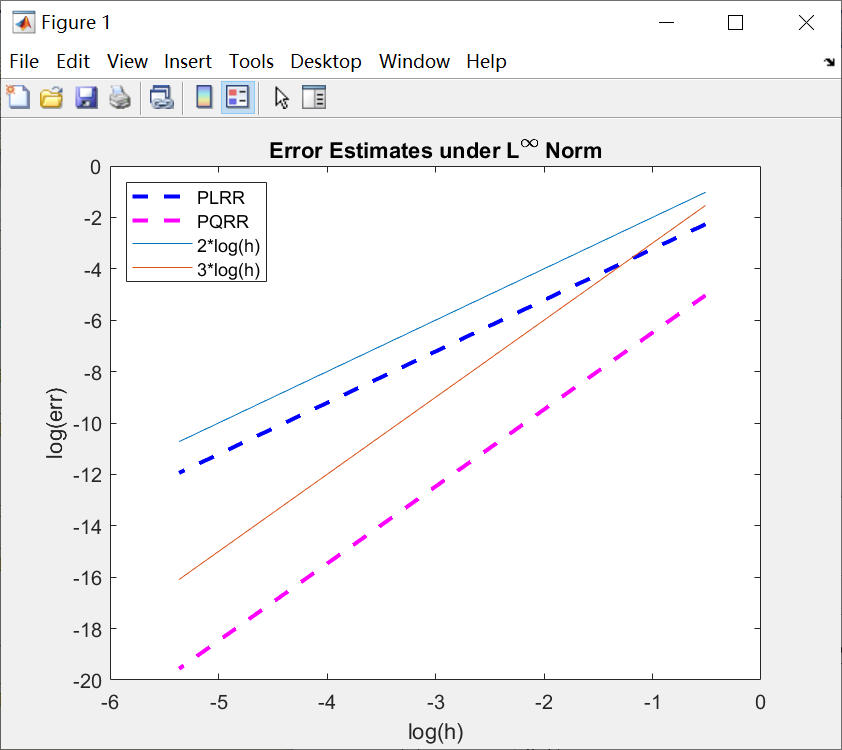 Figure 1
File Edit View Insert Tools Desktop Window Help
Error Estimates under L^∞ Norm
PLRR
PQRR
2*log(h)
3*log(h)
0
-2
-4
-6
-8
-10
-12
-14
-16
-18
-20
log(err)
-6 -5 -4 -3 -2 -1 0
log(h)